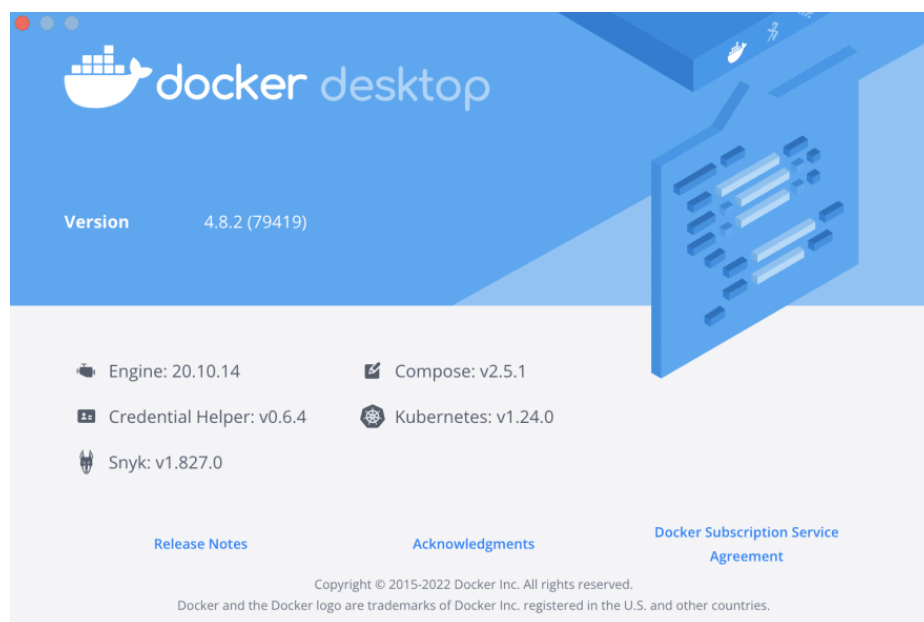 docker desktop
Version 4.8.2 (79419)
Engine: 20.10.14
Compose: v2.5.1
Credential Helper: v0.6.4
Kubernetes: v1.24.0
Snyk: v1.827.0
Release Notes
Acknowledgments
Docker Subscription Service
Agreement
Copyright © 2015-2022 Docker Inc. All rights reserved.
Docker and the Docker logo are trademarks of Docker Inc. registered in the U.S. and other countries.